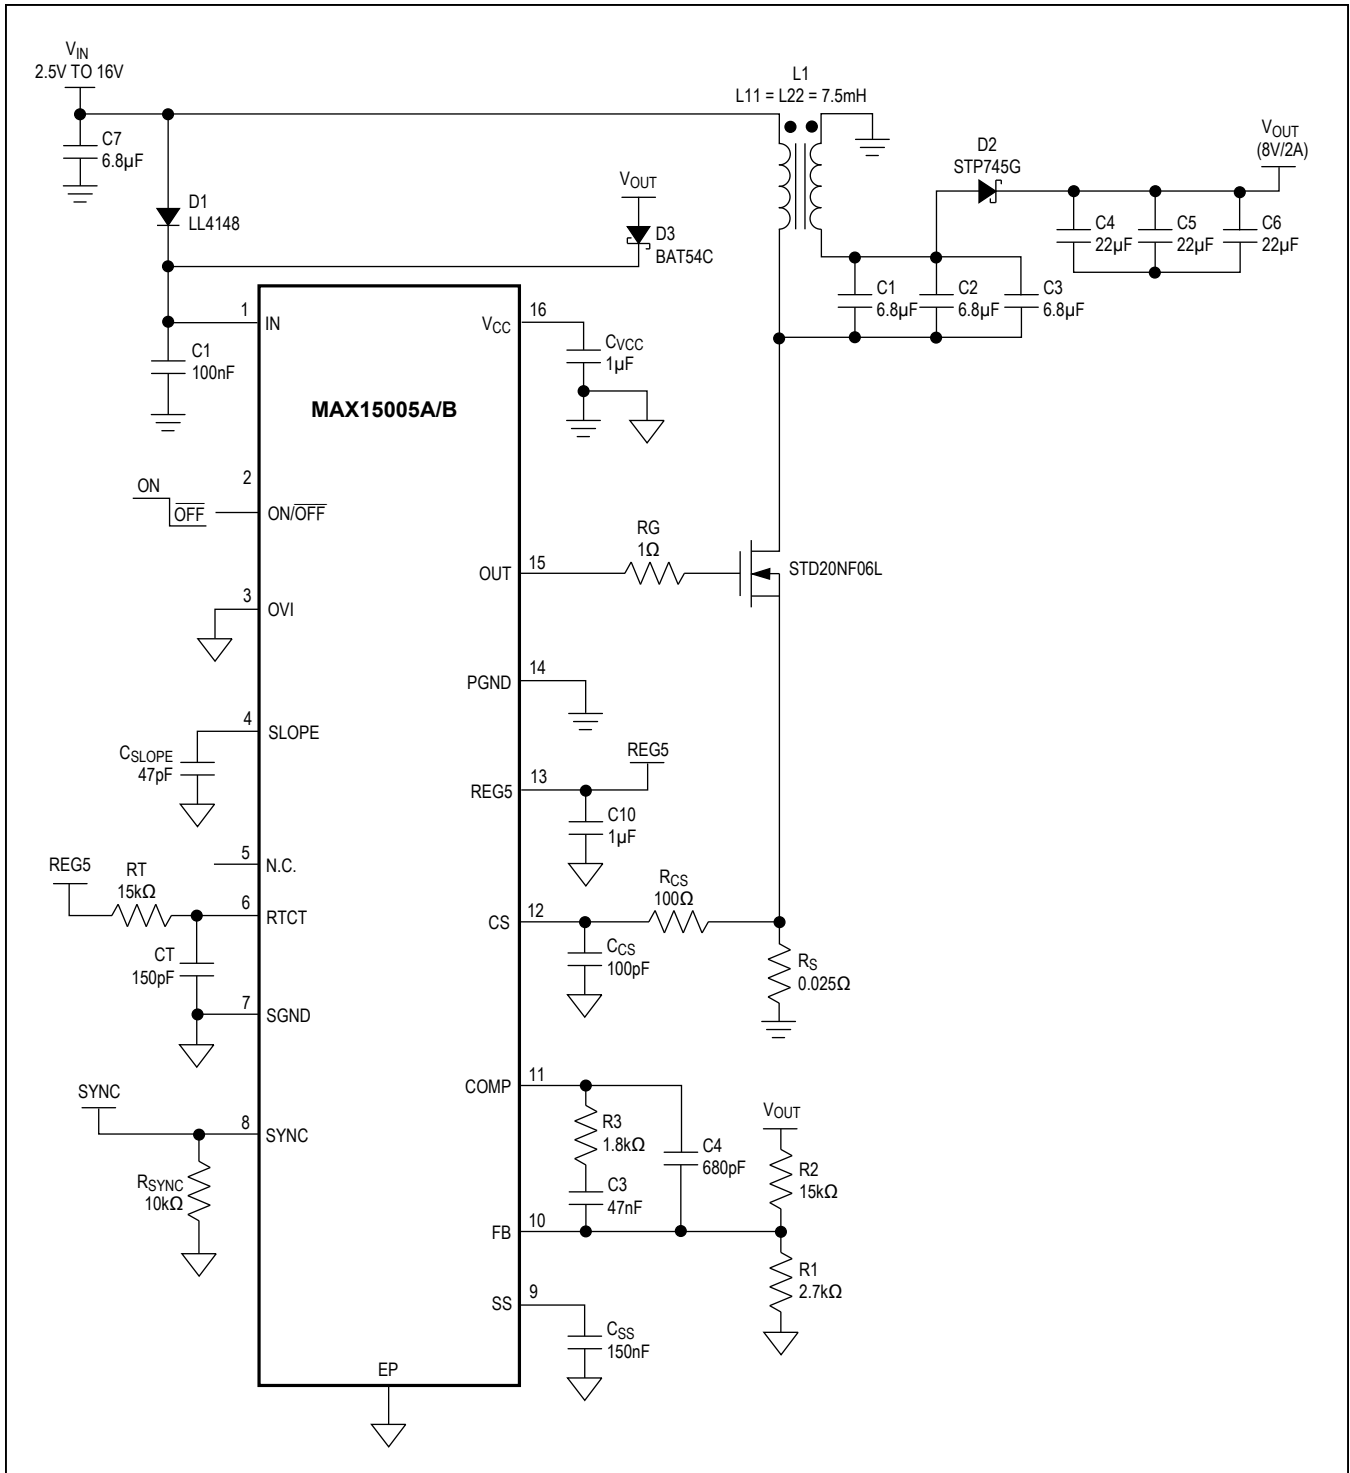 VIN
2.5V TO 16V
C7
6.8µF
D1
LL4148
VOUT
D3
BAT54C
L1
L11 = L22 = 7.5mH
D2
STP745G
VOUT
(8V/2A)
C4
22µF
C5
22µF
C6
22µF
C1
6.8µF
C2
6.8µF
C3
6.8µF
1
IN
C1
100nF
VCC
16
CVCC
1µF
MAX15005A/B
ON
OFF
2
ON/OFF
OUT
15
RG
1Ω
STD20NF06L
3
OVI
PGND
14
4
SLOPE
CSLOPE
47pF
REG5
13
REG5
C10
1µF
5
N.C.
REG5
RT
15kΩ
6
RTCT
CT
150pF
CS
12
RCS
100Ω
CCS
100pF
RS
0.025Ω
7
SGND
SYNC
8
SYNC
RSYNC
10kΩ
COMP
11
R3
1.8kΩ
C3
47nF
C4
680pF
VOUT
R2
15kΩ
FB
10
R1
2.7kΩ
SS
9
CSS
150nF
EP